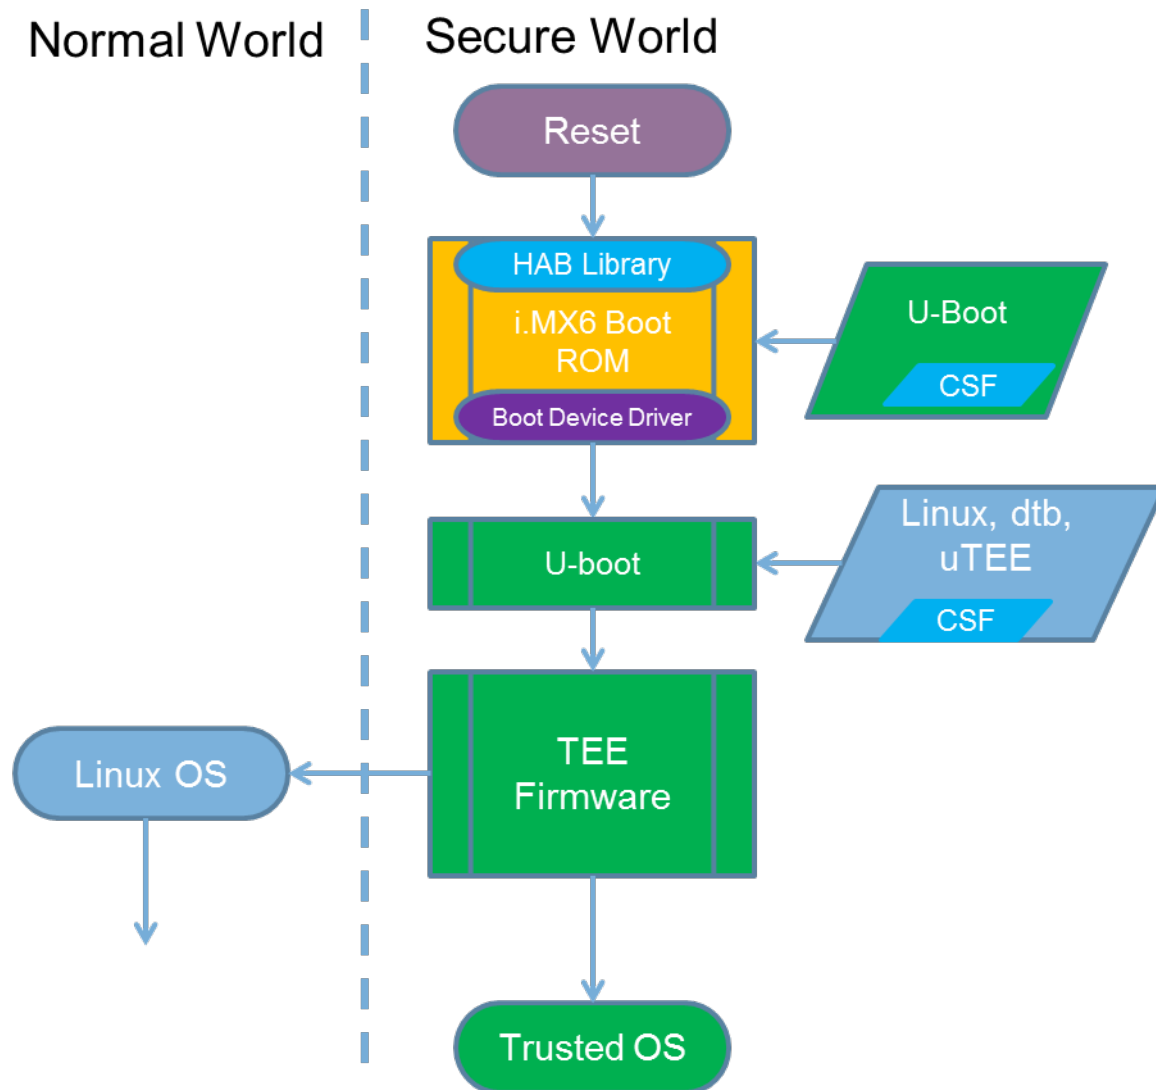 Normal World
Secure World
Reset
HAB Library
i.MX6 Boot
ROM
Boot Device Driver
U-Boot
CSF
U-boot
Linux, dtb,
uTEE
CSF
TEE
Firmware
Linux OS
Trusted OS